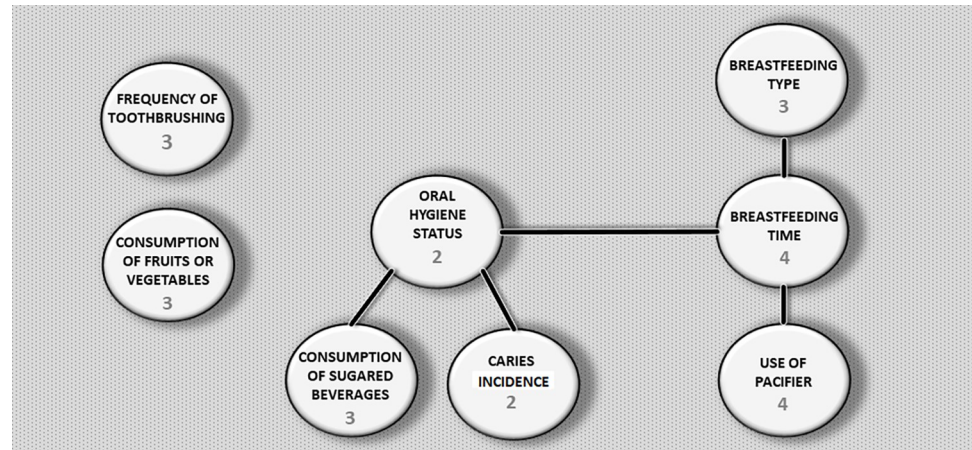 FREQUENCY OF
TOOTHBRUSHING
3
CONSUMPTION
OF FRUITS OR
VEGETABLES
3
ORAL
HYGIENE
STATUS
2
CONSUMPTION
OF SUGARED
BEVERAGES
3
CARIES
INCIDENCE
2
BREASTFEEDING
TYPE
3
BREASTFEEDING
TIME
4
USE OF
PACIFIER
4